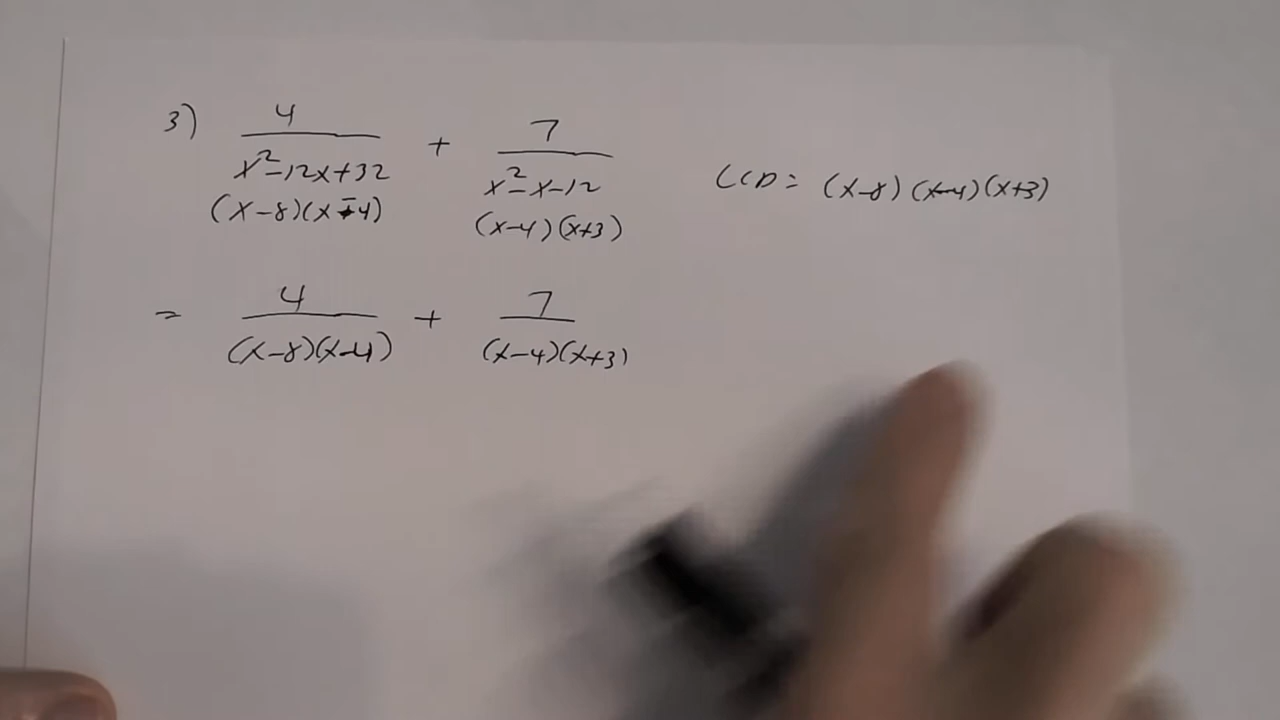 3) 4/(x²-12x+32) + 7/(x²-x-12) LCD = (x-8)(x-4)(x+3)
(x-8)(x-4) (x-4)(x+3)
= 4/((x-8)(x-4)) + 7/((x-4)(x+3))